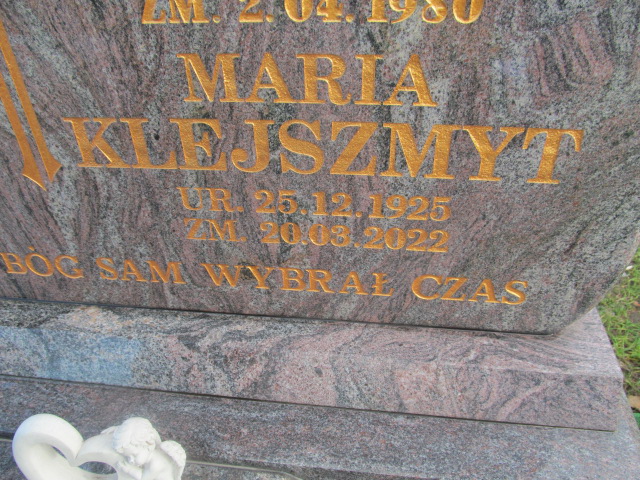 ZM. 2.04.1980
MARIA
KLEJSZMYT
UR. 25.12.1925
ZM. 20.03.2022
BÓG SAM WYBRAŁ CZAS